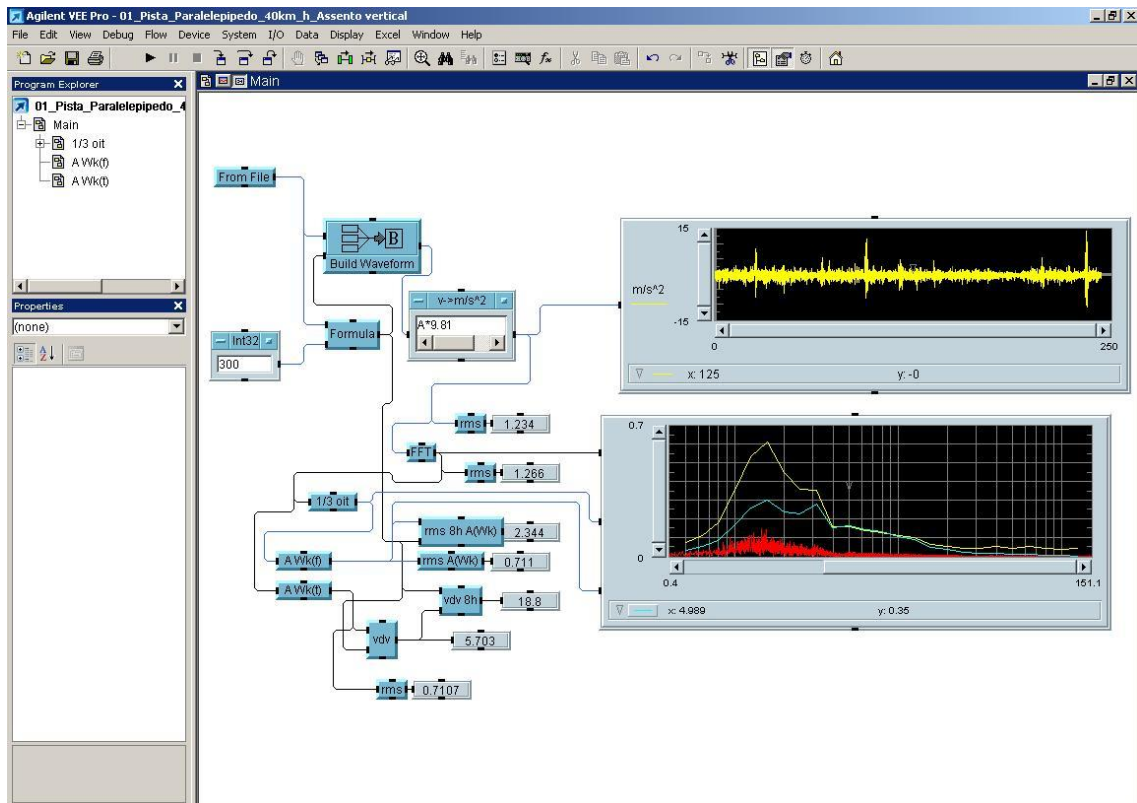 Agilent VEE Pro - 01_Pista_Paralelepipedo_40km_h_Assento vertical
File Edit View Debug Flow Device System I/O Data Display Excel Window Help
Program Explorer
01_Pista_Paralelepipedo_4
Main
1/3 oit
A Wk(f)
A Wk(t)
Properties
(none)
Main
From File
B
Build Waveform
v->m/s^2
A*9.81
Int32
300
Formula
rms
1.234
FFT
rms
1.266
1/3 oit
rms 8h A(Wk)
2.344
A Wk(f)
rms A(Wk)
0.711
A Wk(t)
vdv 8h
18.8
vdv
5.703
rms
0.7107
15
m/s^2
-15
0
250
x: 125
y: -0
0.7
0
0.4
151.1
x: 4.989
y: 0.35